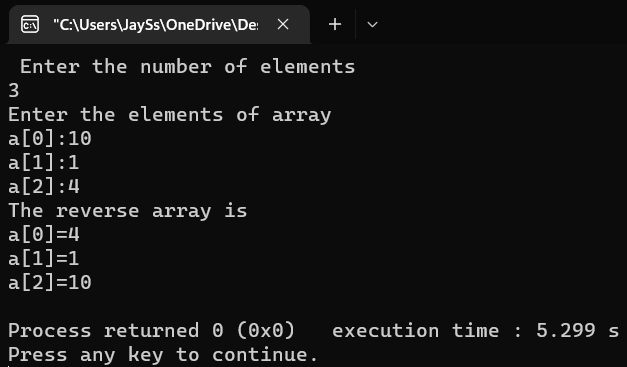 "C:\Users\JaySs\OneDrive\De
Enter the number of elements
3
Enter the elements of array
a[0]:10
a[1]:1
a[2]:4
The reverse array is
a[0]=4
a[1]=1
a[2]=10
Process returned 0 (0x0)   execution time : 5.299 s
Press any key to continue.